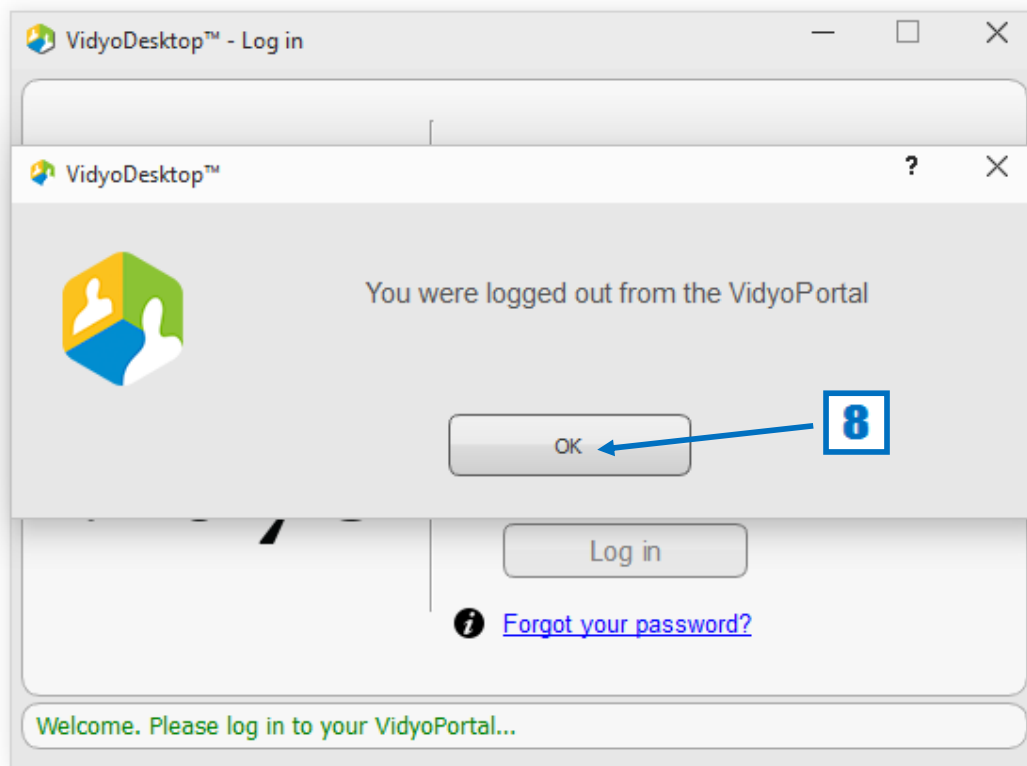 VidyoDesktop™ - Log in
VidyoDesktop™
?
You were logged out from the VidyoPortal
OK
8
Log in
Forgot your password?
Welcome. Please log in to your VidyoPortal...